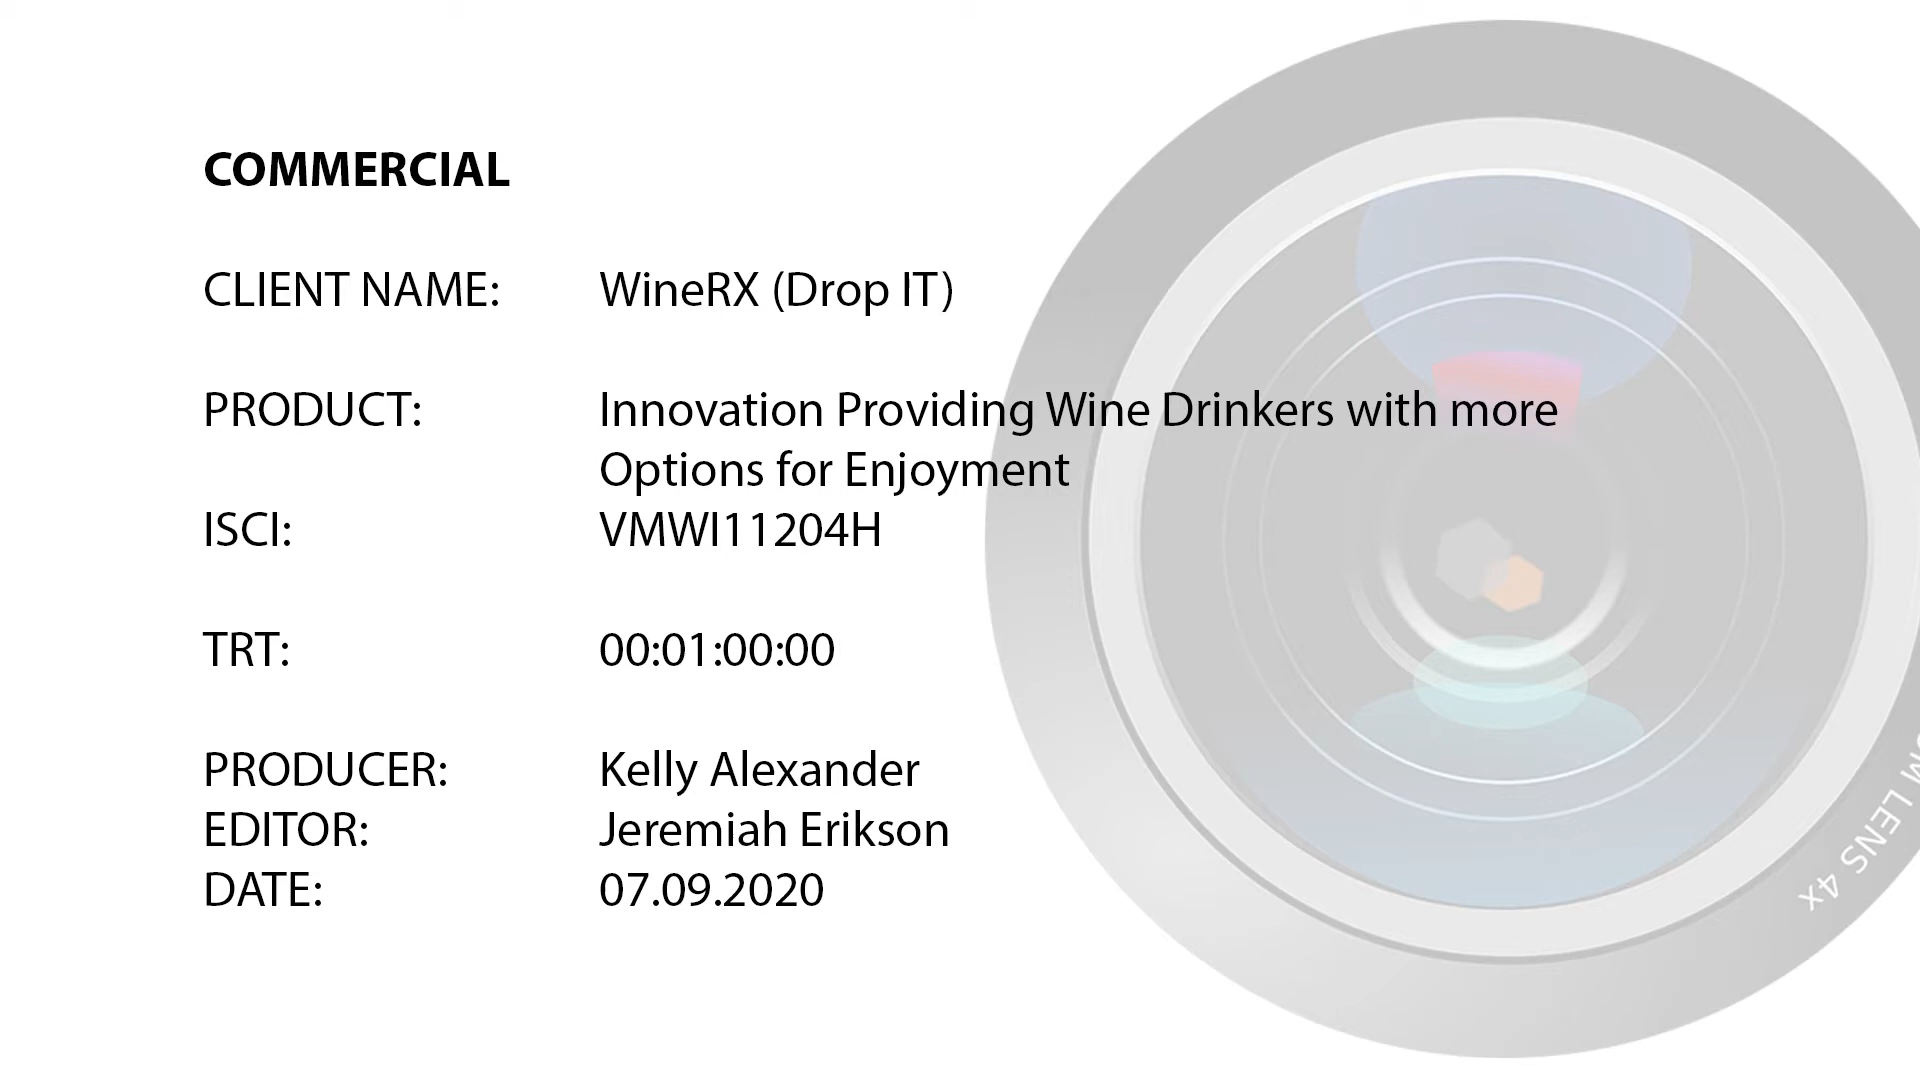 COMMERCIAL
CLIENT NAME: WineRX (Drop IT)
PRODUCT: Innovation Providing Wine Drinkers with more
Options for Enjoyment
ISCI: VMWI11204H
TRT: 00:01:00:00
PRODUCER: Kelly Alexander
EDITOR: Jeremiah Erikson
DATE: 07.09.2020
LENS 4x